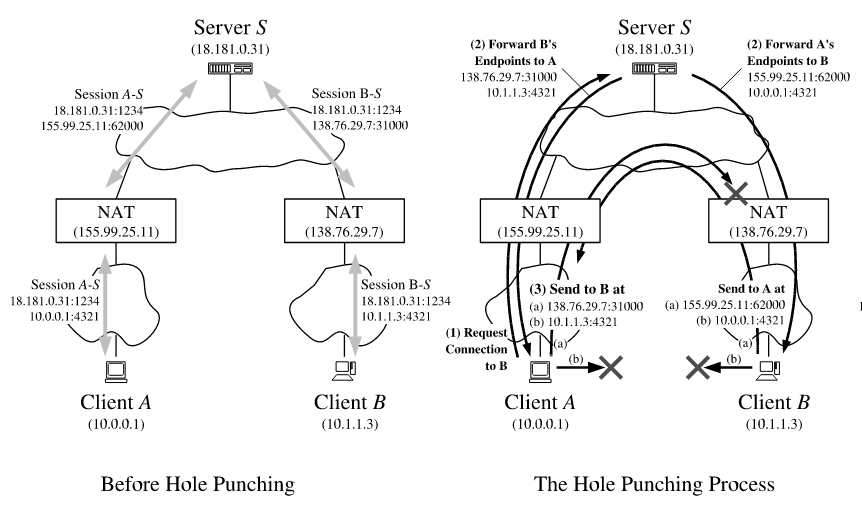 Server S
(18.181.0.31)
Session A-S
18.181.0.31:1234
155.99.25.11:62000
Session B-S
18.181.0.31:1234
138.76.29.7:31000
NAT
(155.99.25.11)
NAT
(138.76.29.7)
Session A-S
18.181.0.31:1234
10.0.0.1:4321
Session B-S
18.181.0.31:1234
10.1.1.3:4321
Client A
(10.0.0.1)
Client B
(10.1.1.3)
Before Hole Punching
Server S
(18.181.0.31)
(2) Forward B's
Endpoints to A
138.76.29.7:31000
10.1.1.3:4321
(2) Forward A's
Endpoints to B
155.99.25.11:62000
10.0.0.1:4321
NAT
(155.99.25.11)
NAT
(138.76.29.7)
(3) Send to B at
(a) 138.76.29.7:31000
(b) 10.1.1.3:4321
Send to A at
(a) 155.99.25.11:62000
(b) 10.0.0.1:4321
(1) Request
Connection
to B
(a)
(b)
(a)
(b)
Client A
(10.0.0.1)
Client B
(10.1.1.3)
The Hole Punching Process